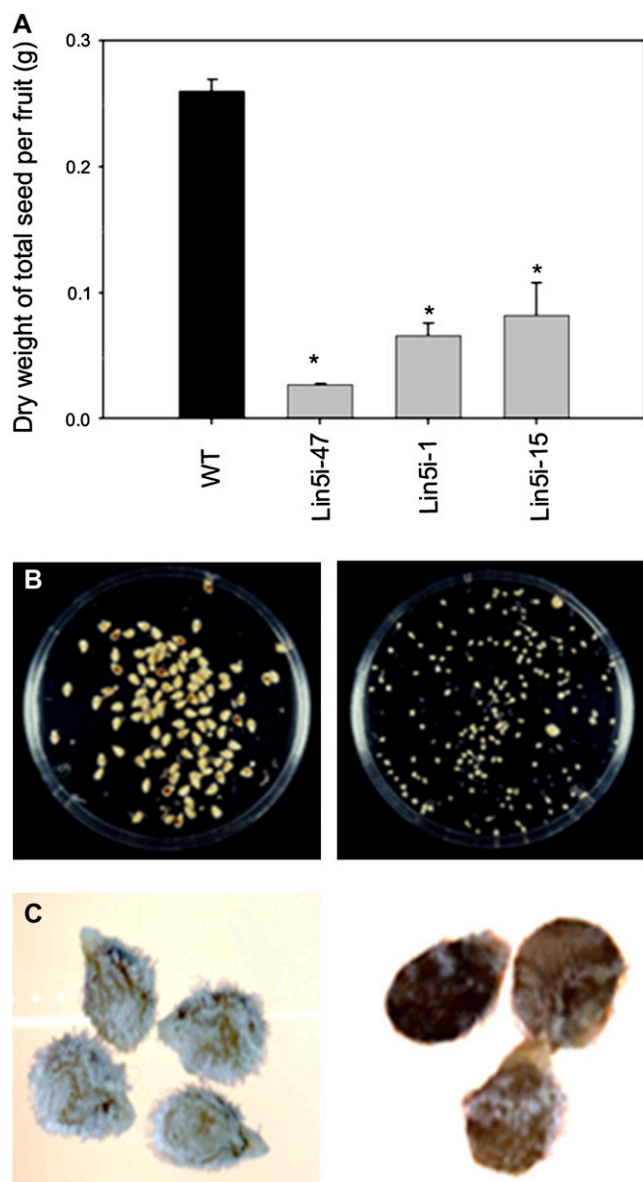 A
Dry weight of total seed per fruit (g)
0.3
0.2
0.1
0.0
*
*
*
WT
Lin5i-47
Lin5i-1
Lin5i-15
B
C